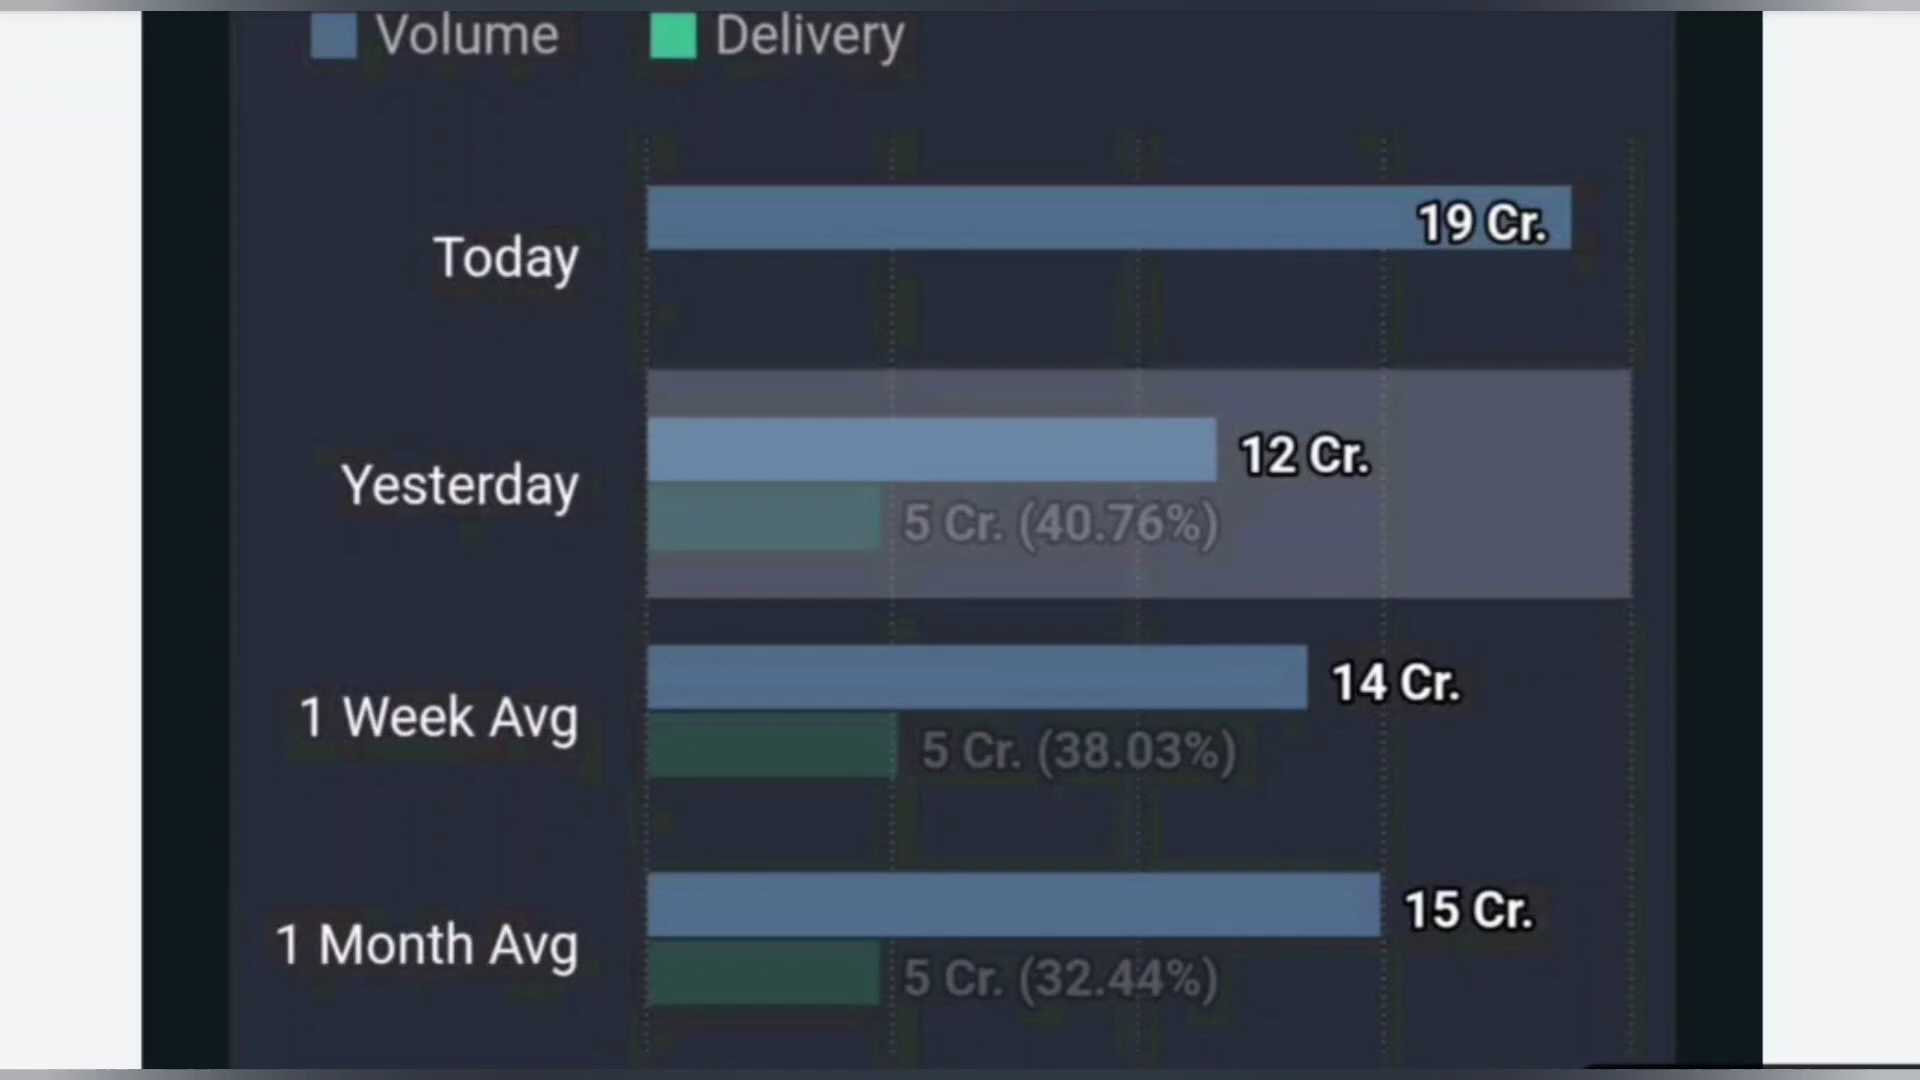 Volume Delivery
Today
19 Cr.
Yesterday
12 Cr.
5 Cr. (40.76%)
1 Week Avg
14 Cr.
5 Cr. (38.03%)
1 Month Avg
15 Cr.
5 Cr. (32.44%)